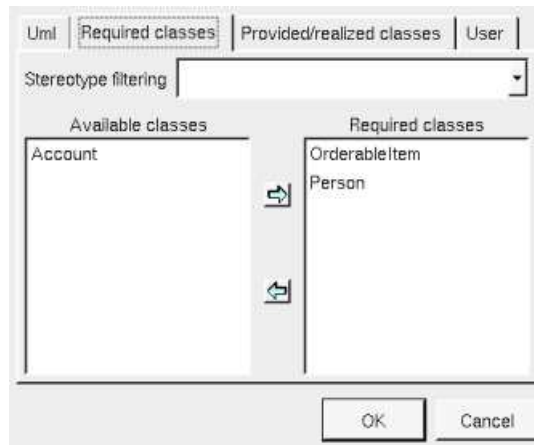 Uml Required classes Provided/realized classes User
Stereotype filtering
Available classes Required classes
Account OrderableItem
Person
OK Cancel